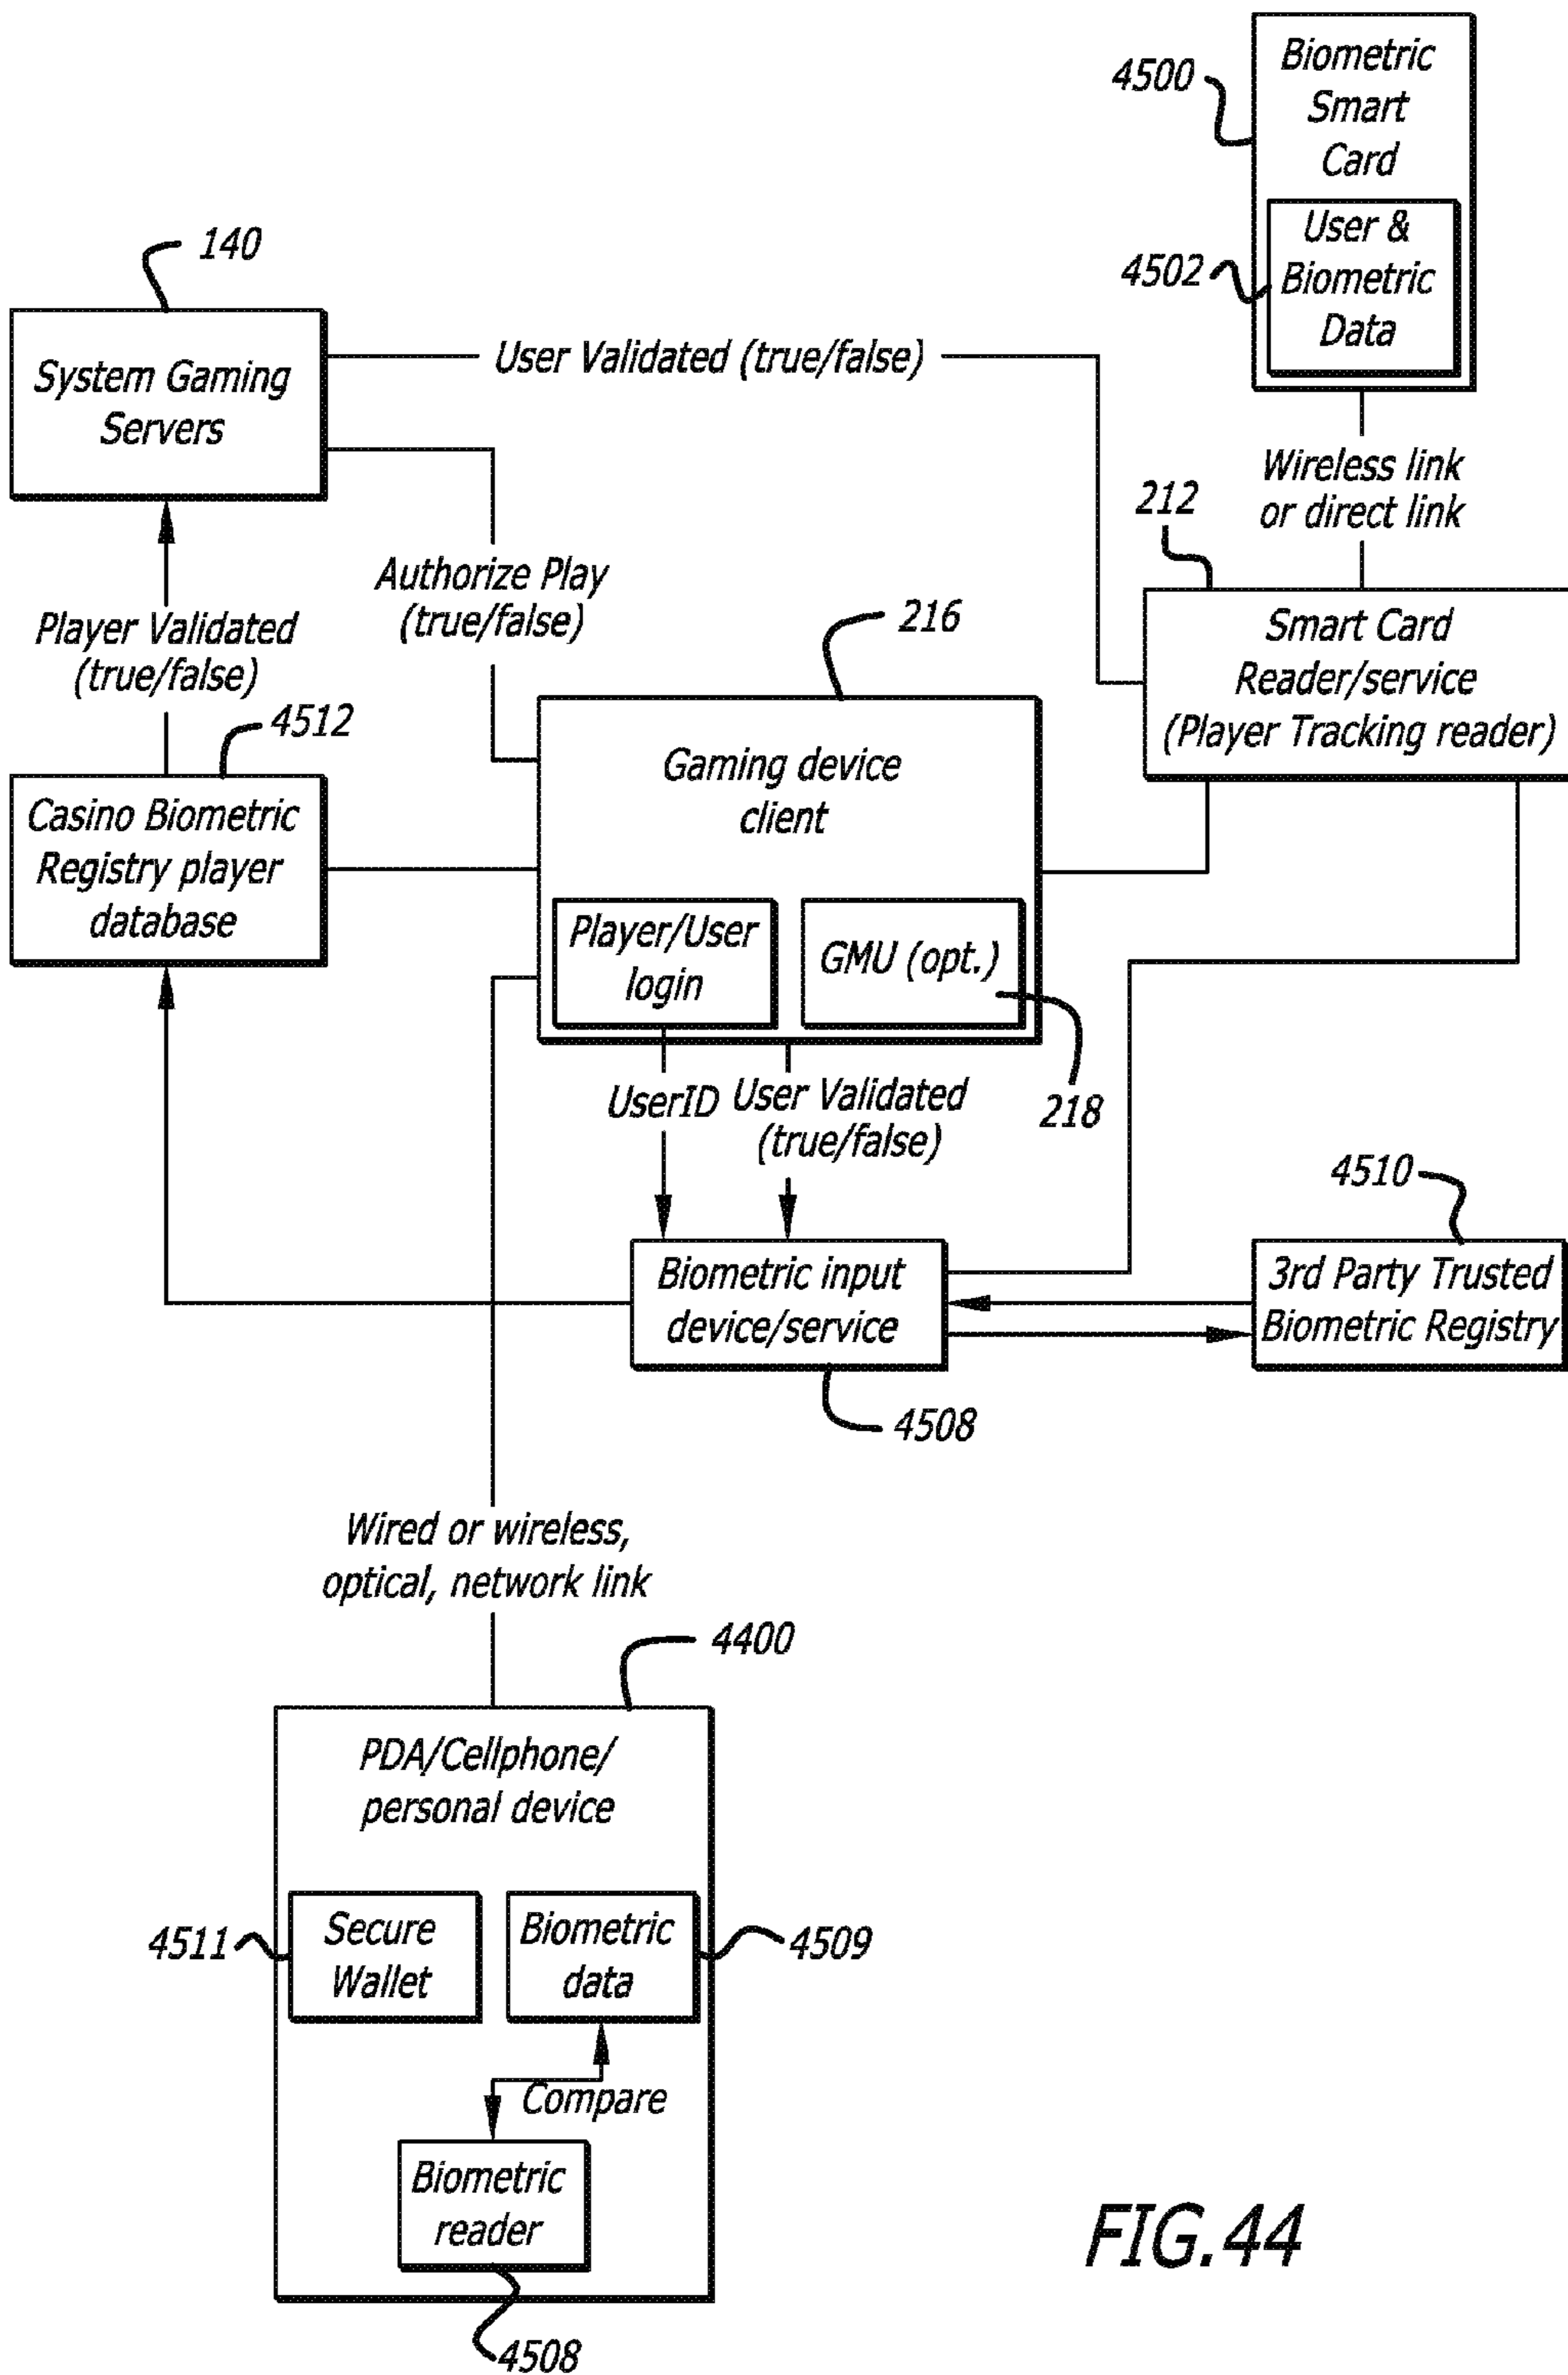 4500
Biometric
Smart
Card
4502
User &
Biometric
Data
140
System Gaming
Servers
User Validated (true/false)
Wireless link
or direct link
212
Smart Card
Reader/service
(Player Tracking reader)
Authorize Play
(true/false)
Player Validated
(true/false)
216
4512
Casino Biometric
Registry player
database
Gaming device
client
Player/User
login
GMU (opt.)
218
UserID
User Validated
(true/false)
4510
Biometric input
device/service
3rd Party Trusted
Biometric Registry
4508
Wired or wireless,
optical, network link
4400
PDA/Cellphone/
personal device
4511
Secure
Wallet
Biometric
data
4509
Compare
Biometric
reader
4508
FIG.44